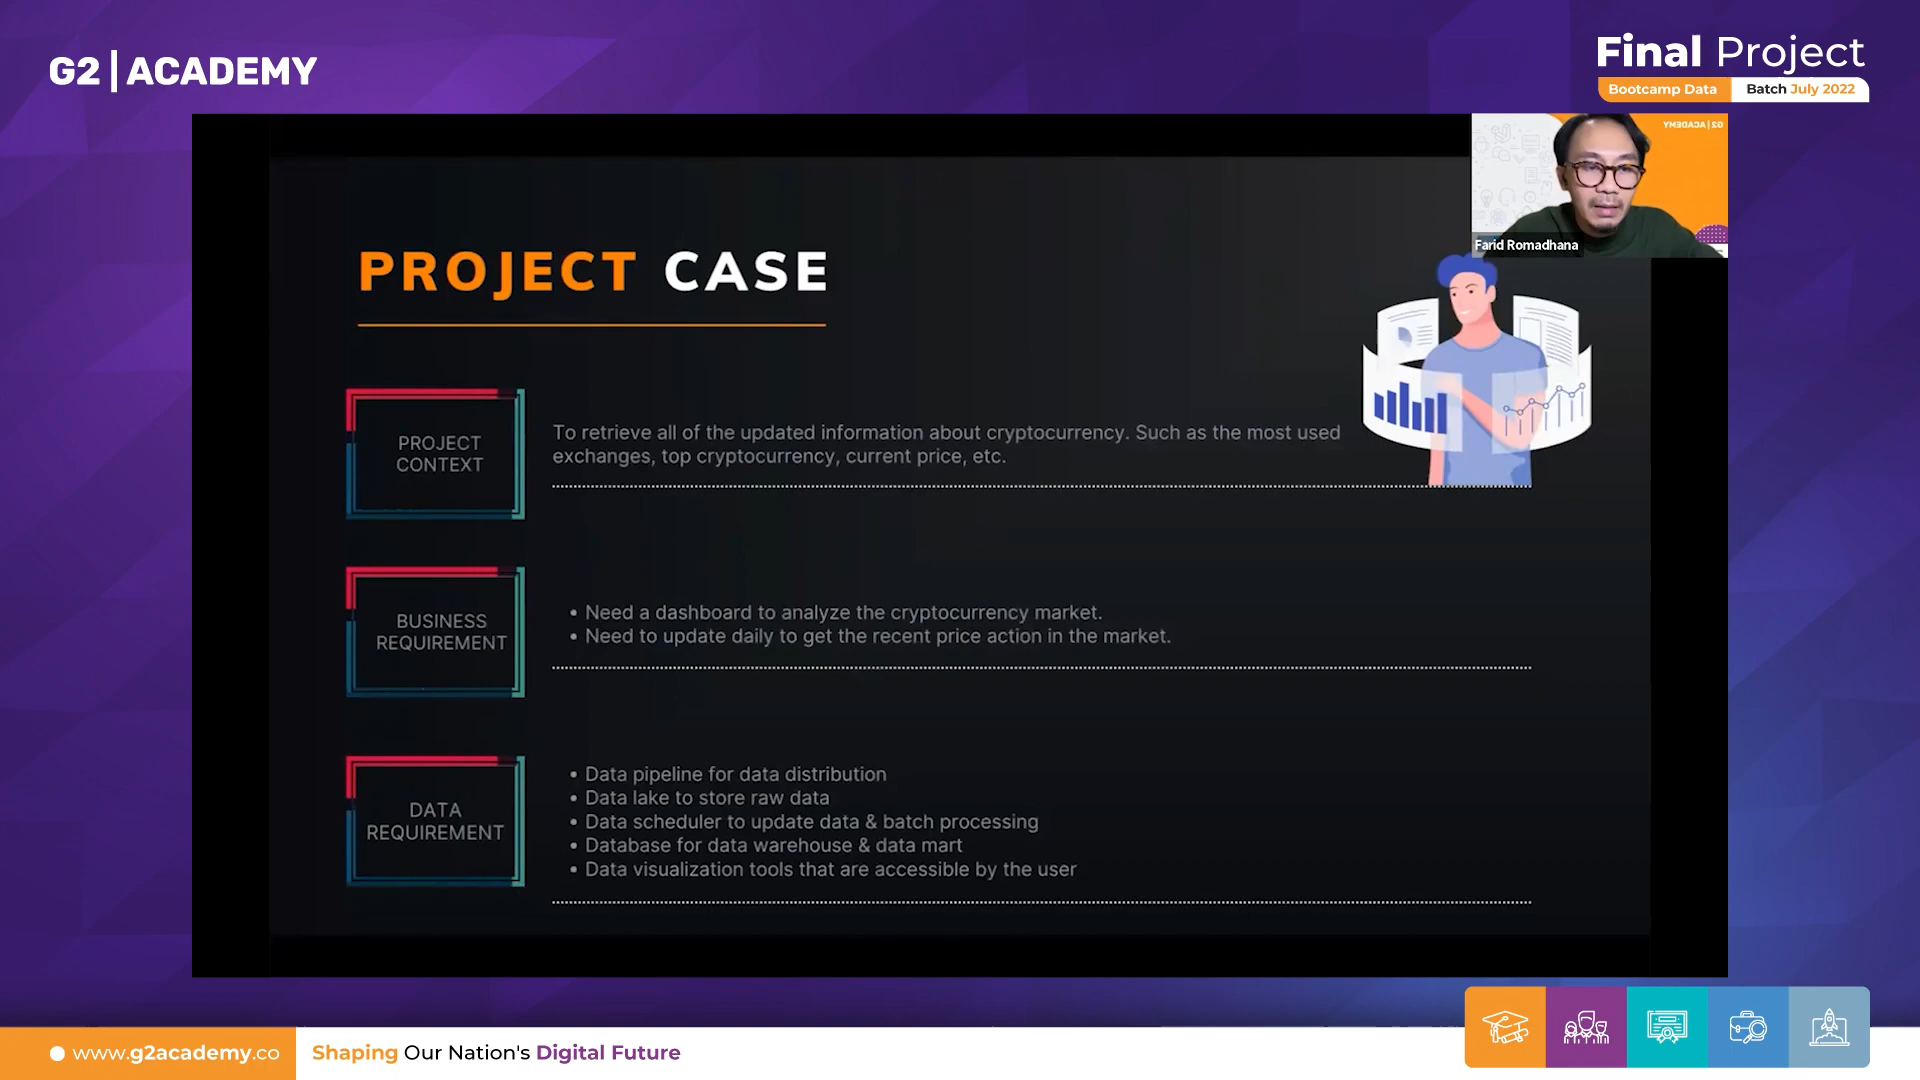 G2 | ACADEMY
Final Project
Bootcamp Data
Batch July 2022
G2 | ACADEMY
Farid Romadhana
PROJECT CASE
PROJECT
CONTEXT
To retrieve all of the updated information about cryptocurrency. Such as the most used
exchanges, top cryptocurrency, current price, etc.
BUSINESS
REQUIREMENT
• Need a dashboard to analyze the cryptocurrency market.
• Need to update daily to get the recent price action in the market.
DATA
REQUIREMENT
• Data pipeline for data distribution
• Data lake to store raw data
• Data scheduler to update data & batch processing
• Database for data warehouse & data mart
• Data visualization tools that are accessible by the user
www.g2academy.co
Shaping Our Nation's Digital Future